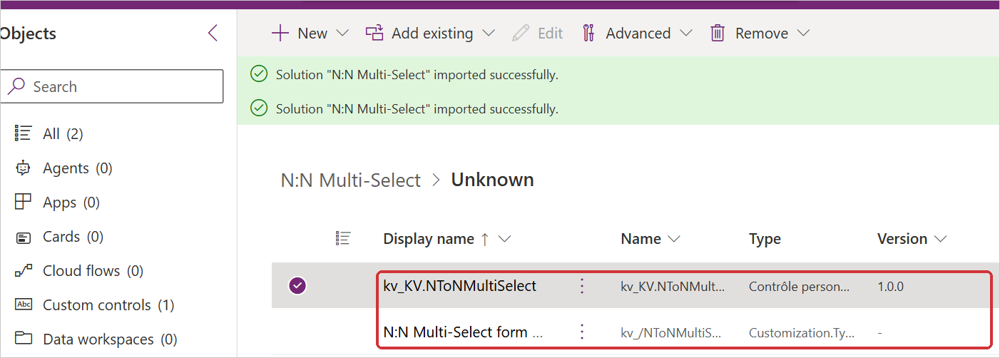 Objects
New
Add existing
Edit
Advanced
Remove
Search
Solution "N:N Multi-Select" imported successfully.
Solution "N:N Multi-Select" imported successfully.
All (2)
Agents (0)
Apps (0)
Cards (0)
Cloud flows (0)
Abc Custom controls (1)
Data workspaces (0)
N:N Multi-Select > Unknown
Display name ↑ Name Type Version
kv_KV.NToNMultiSelect kv_KV.NToNMult... Contrôle person... 1.0.0
N:N Multi-Select form ... kv_/NToNMultiS... Customization.Ty... -